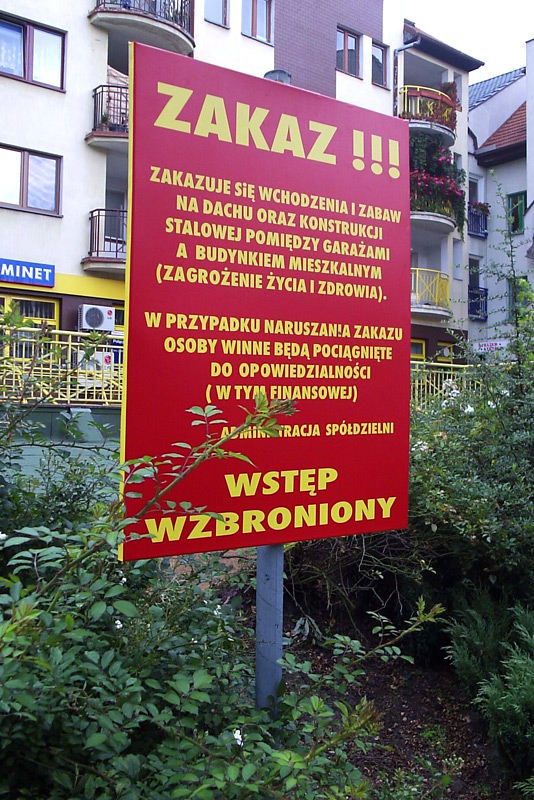 ZAKAZ !!!
ZAKAZUJE SiĘ WCHODZENIA I ZABAW
NA DACHU ORAZ KONSTRUKCJI
STALOWEJ POMIĘDZY GARAŻAMI
A BUDYNKIEM MIESZKALNYM
(ZAGROŻENIE ŻYCIA I ZDROWIA).
W PRZYPADKU NARUSZANIA ZAKAZU
OSOBY WINNE BĘDĄ POCIĄGNIĘTE
DO OPOWIEDZIALNOŚCI
( W TYM FINANSOWEJ)
ADMINISTRACJA SPÓŁDZIELNI
WSTĘP
WZBRONIONY
MINET